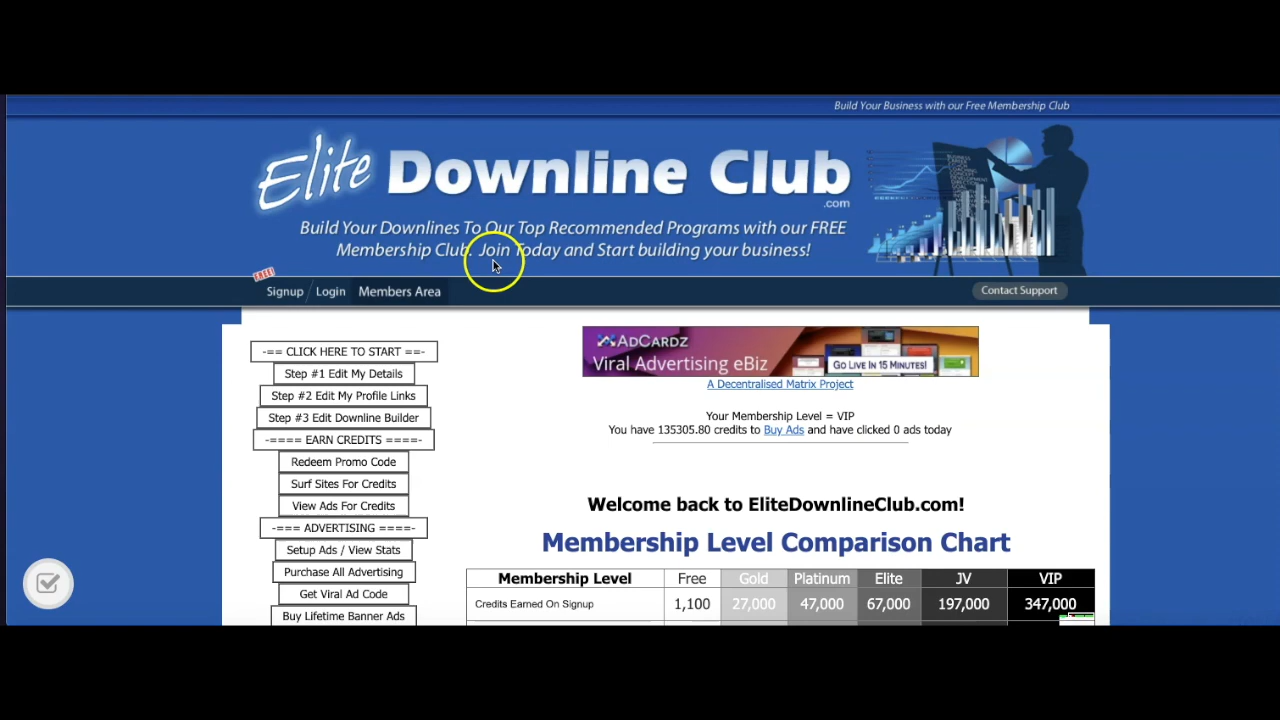 Build Your Business with our Free Membership Club
Elite Downline Club
.com
Build Your Downlines To Our Top Recommended Programs with our FREE
Membership Club. Join Today and Start building your business!
FREE!
Signup / Login Members Area Contact Support
-== CLICK HERE TO START ==-
Step #1 Edit My Details
Step #2 Edit My Profile Links
Step #3 Edit Downline Builder
-==== EARN CREDITS ====-
Redeem Promo Code
Surf Sites For Credits
View Ads For Credits
-=== ADVERTISING ====-
Setup Ads / View Stats
Purchase All Advertising
Get Viral Ad Code
Buy Lifetime Banner Ads
ADCARDZ
Viral Advertising eBiz
GO LIVE IN 15 MINUTES!
A Decentralised Matrix Project
Your Membership Level = VIP
You have 135305.80 credits to Buy Ads and have clicked 0 ads today
Welcome back to EliteDownlineClub.com!
Membership Level Comparison Chart
Membership Level Free Gold Platinum Elite JV VIP
Credits Earned On Signup 1,100 27,000 47,000 67,000 197,000 347,000